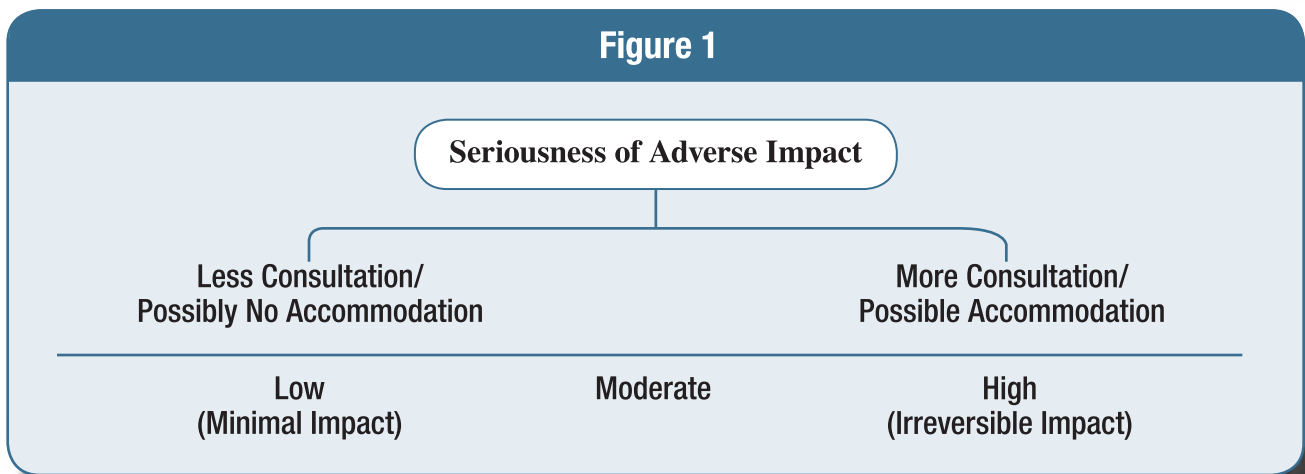 Figure 1
Seriousness of Adverse Impact
Less Consultation/
Possibly No Accommodation
More Consultation/
Possible Accommodation
Low
(Minimal Impact)
Moderate
High
(Irreversible Impact)